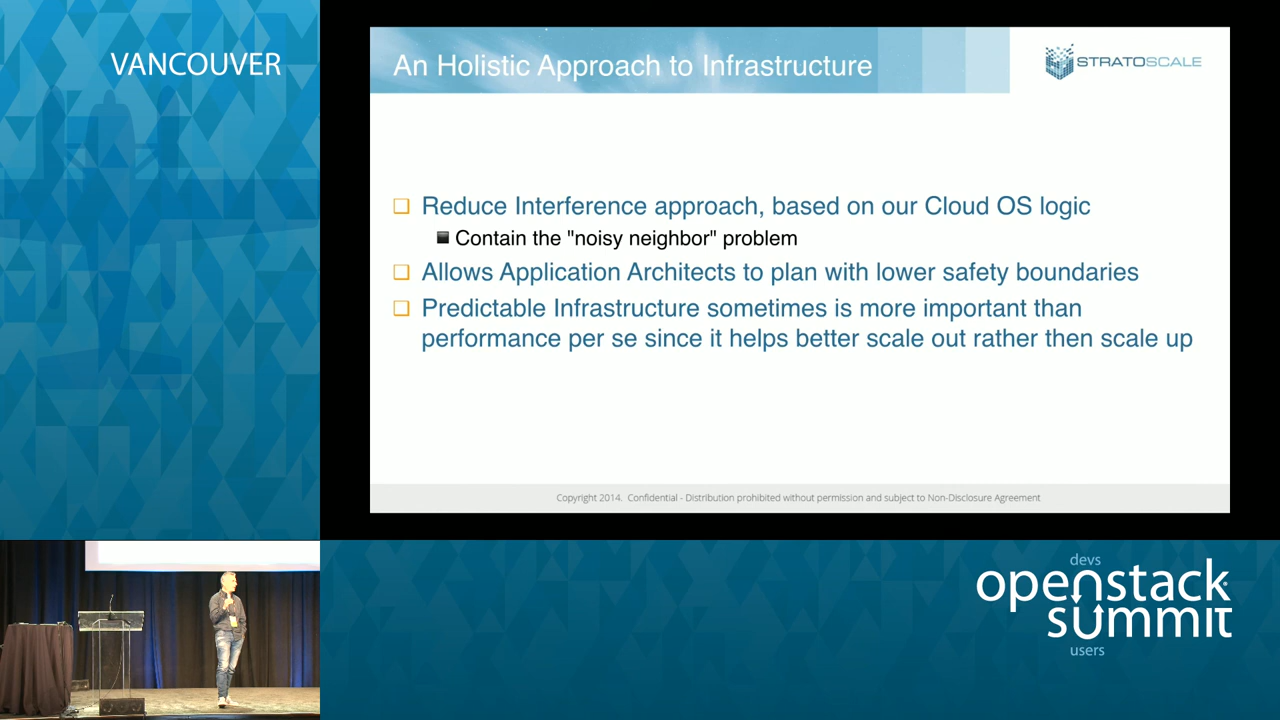 VANCOUVER
An Holistic Approach to Infrastructure
STRATOSCALE
Reduce Interference approach, based on our Cloud OS logic
Contain the "noisy neighbor" problem
Allows Application Architects to plan with lower safety boundaries
Predictable Infrastructure sometimes is more important than
performance per se since it helps better scale out rather then scale up
Copyright 2014. Confidential - Distribution prohibited without permission and subject to Non-Disclosure Agreement
devs
openstack
summit
users